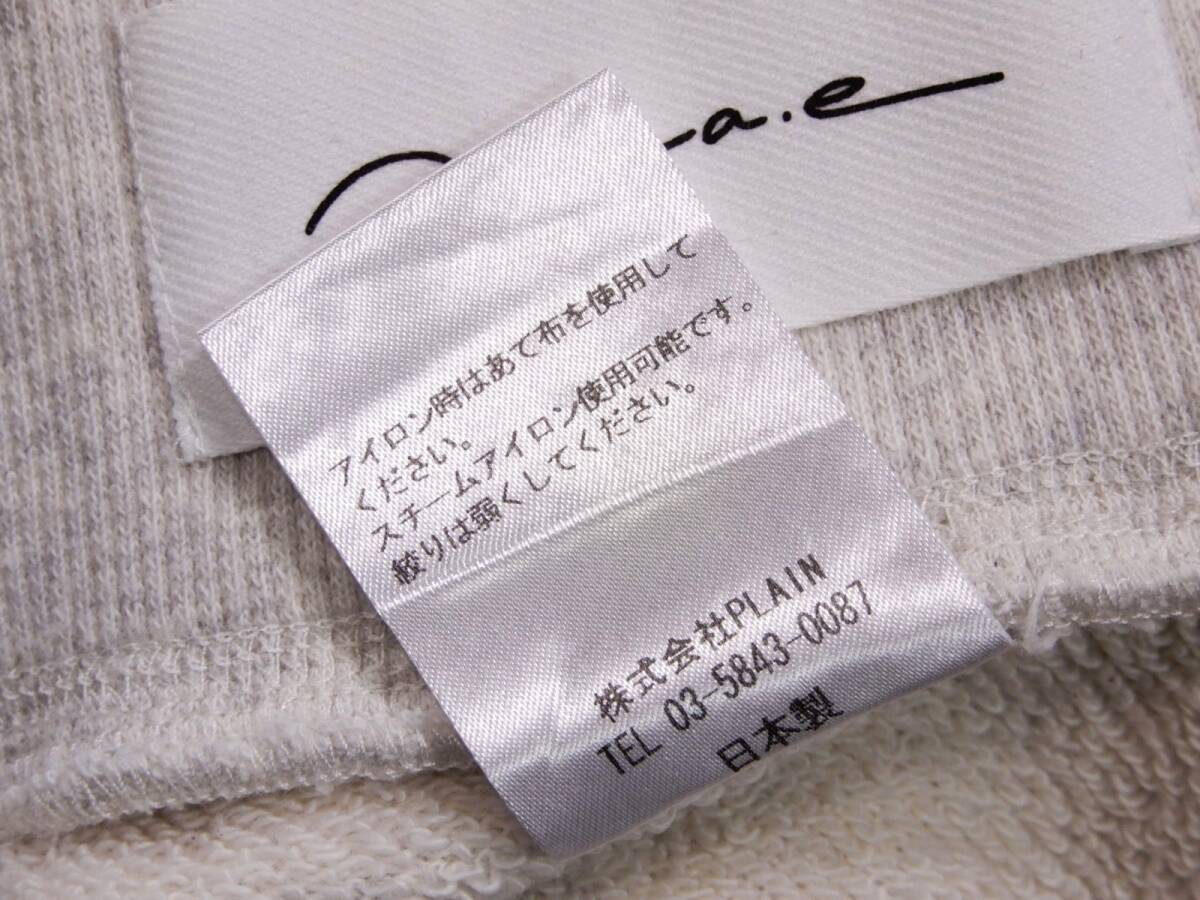 a.e
アイロン時はあて布を使用して
ください。
スチームアイロン使用可能です。
絞りは弱くしてください。
株式会社PLAIN
TEL 03-5843-0087
日本製